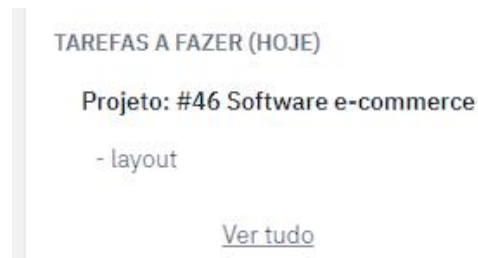 TAREFAS A FAZER (HOJE)
Projeto: #46 Software e-commerce
- layout
Ver tudo